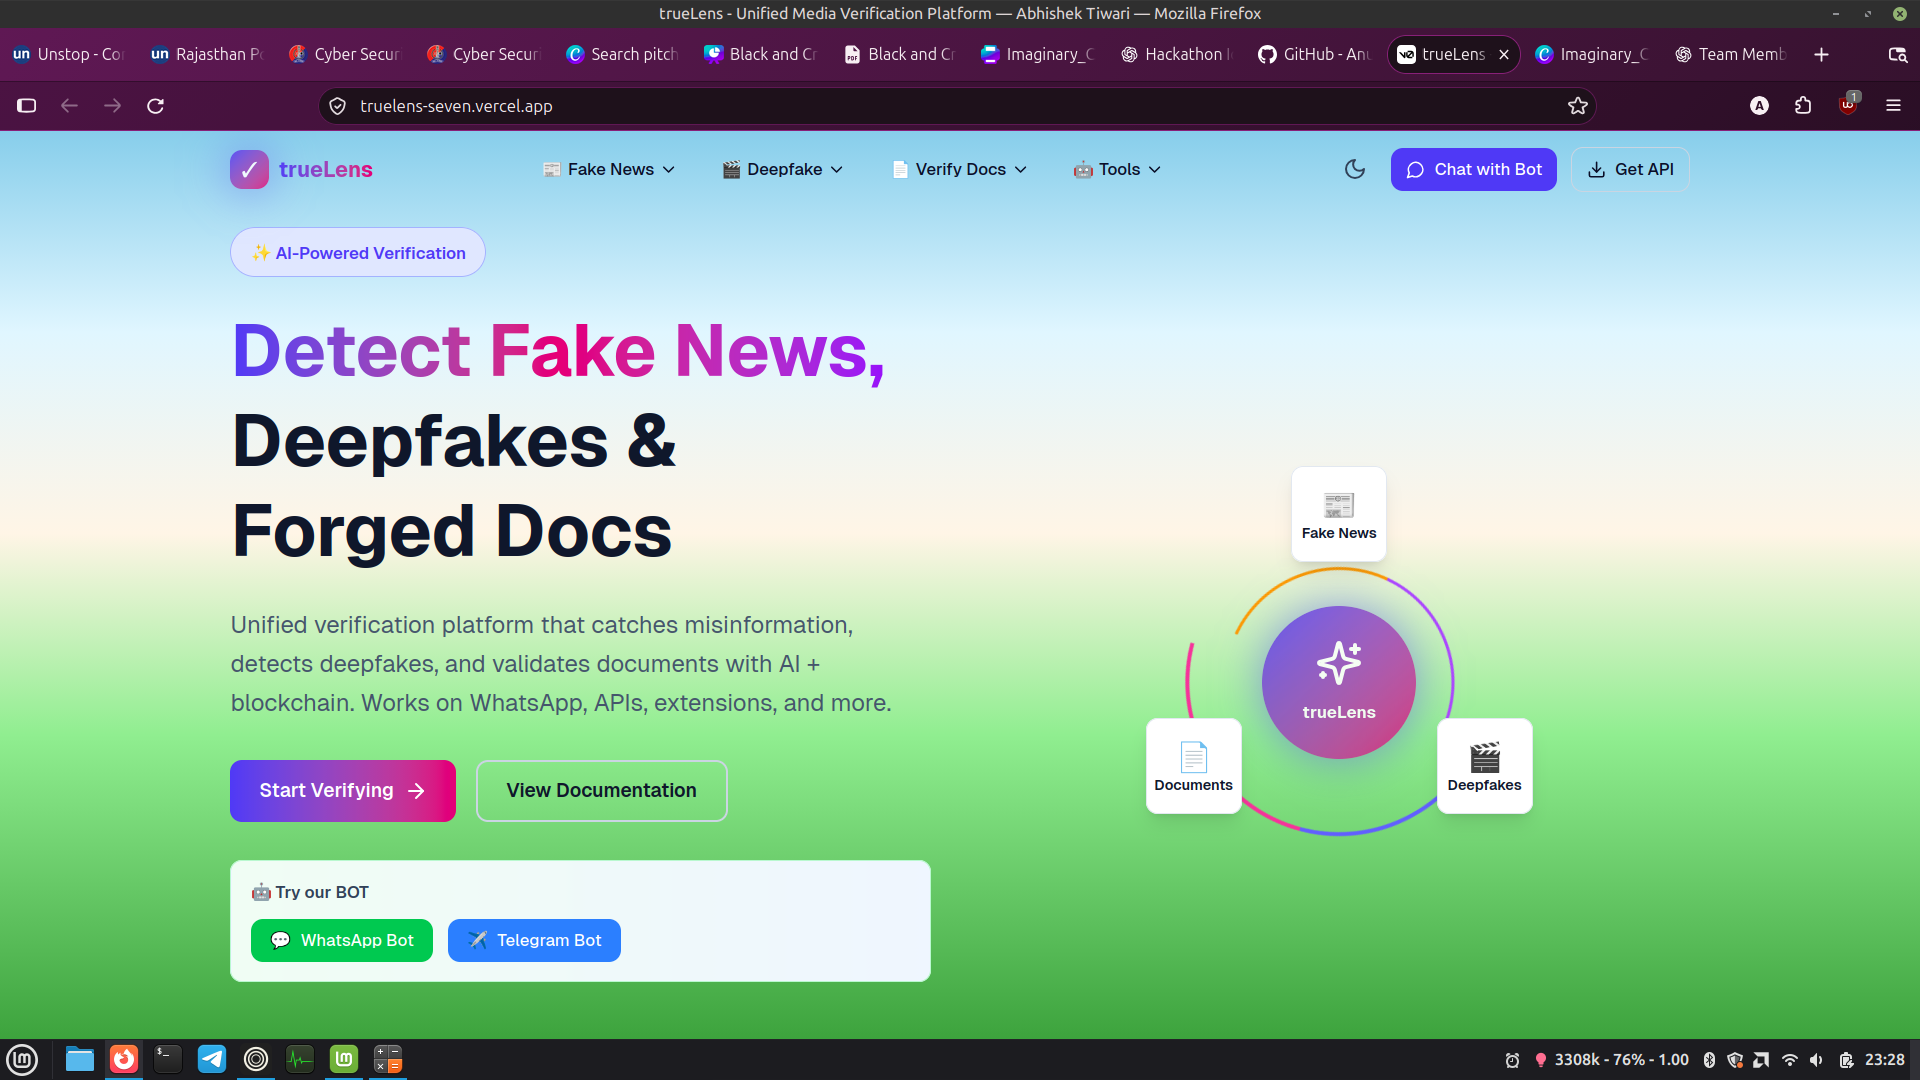 trueLens - Unified Media Verification Platform — Abhishek Tiwari — Mozilla Firefox
Unstop - Co
Rajasthan Po
Cyber Secur
Cyber Secur
Search pitch
Black and Cr
Black and Cr
Imaginary_C
Hackathon I
GitHub - Anu
trueLens
Imaginary_C
Team Memb
truelens-seven.vercel.app
1
✓ trueLens
Fake News
Deepfake
Verify Docs
Tools
Chat with Bot
Get API
✨ AI-Powered Verification
Detect Fake News,
Deepfakes &
Forged Docs
Unified verification platform that catches misinformation,
detects deepfakes, and validates documents with AI +
blockchain. Works on WhatsApp, APIs, extensions, and more.
Start Verifying →
View Documentation
Try our BOT
WhatsApp Bot
Telegram Bot
Fake News
trueLens
Documents
Deepfakes
3308k - 76% - 1.00
23:28